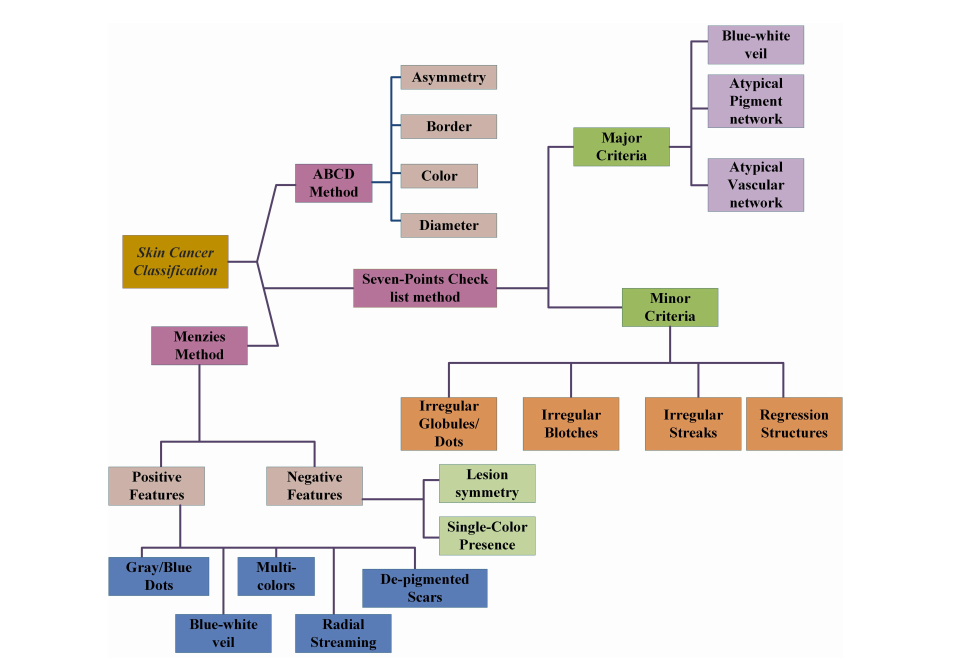 Blue-white
veil
Asymmetry
Atypical
Pigment
network
Border
Major
Criteria
ABCD
Method
Color
Atypical
Vascular
network
Diameter
Skin Cancer
Classification
Seven-Points Check
list method
Minor
Criteria
Menzies
Method
Irregular
Globules/
Dots
Irregular
Blotches
Irregular
Streaks
Regression
Structures
Positive
Features
Negative
Features
Lesion
symmetry
Single-Color
Presence
Gray/Blue
Dots
Multi-
colors
De-pigmented
Scars
Blue-white
veil
Radial
Streaming